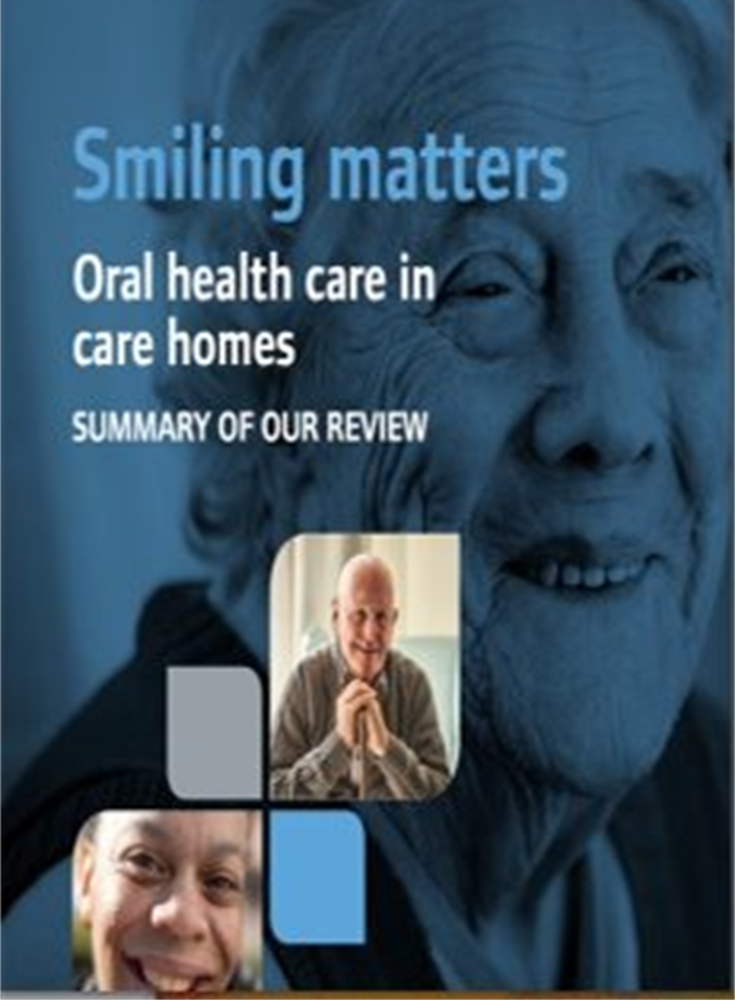 Smiling matters
Oral health care in
care homes
SUMMARY OF OUR REVIEW